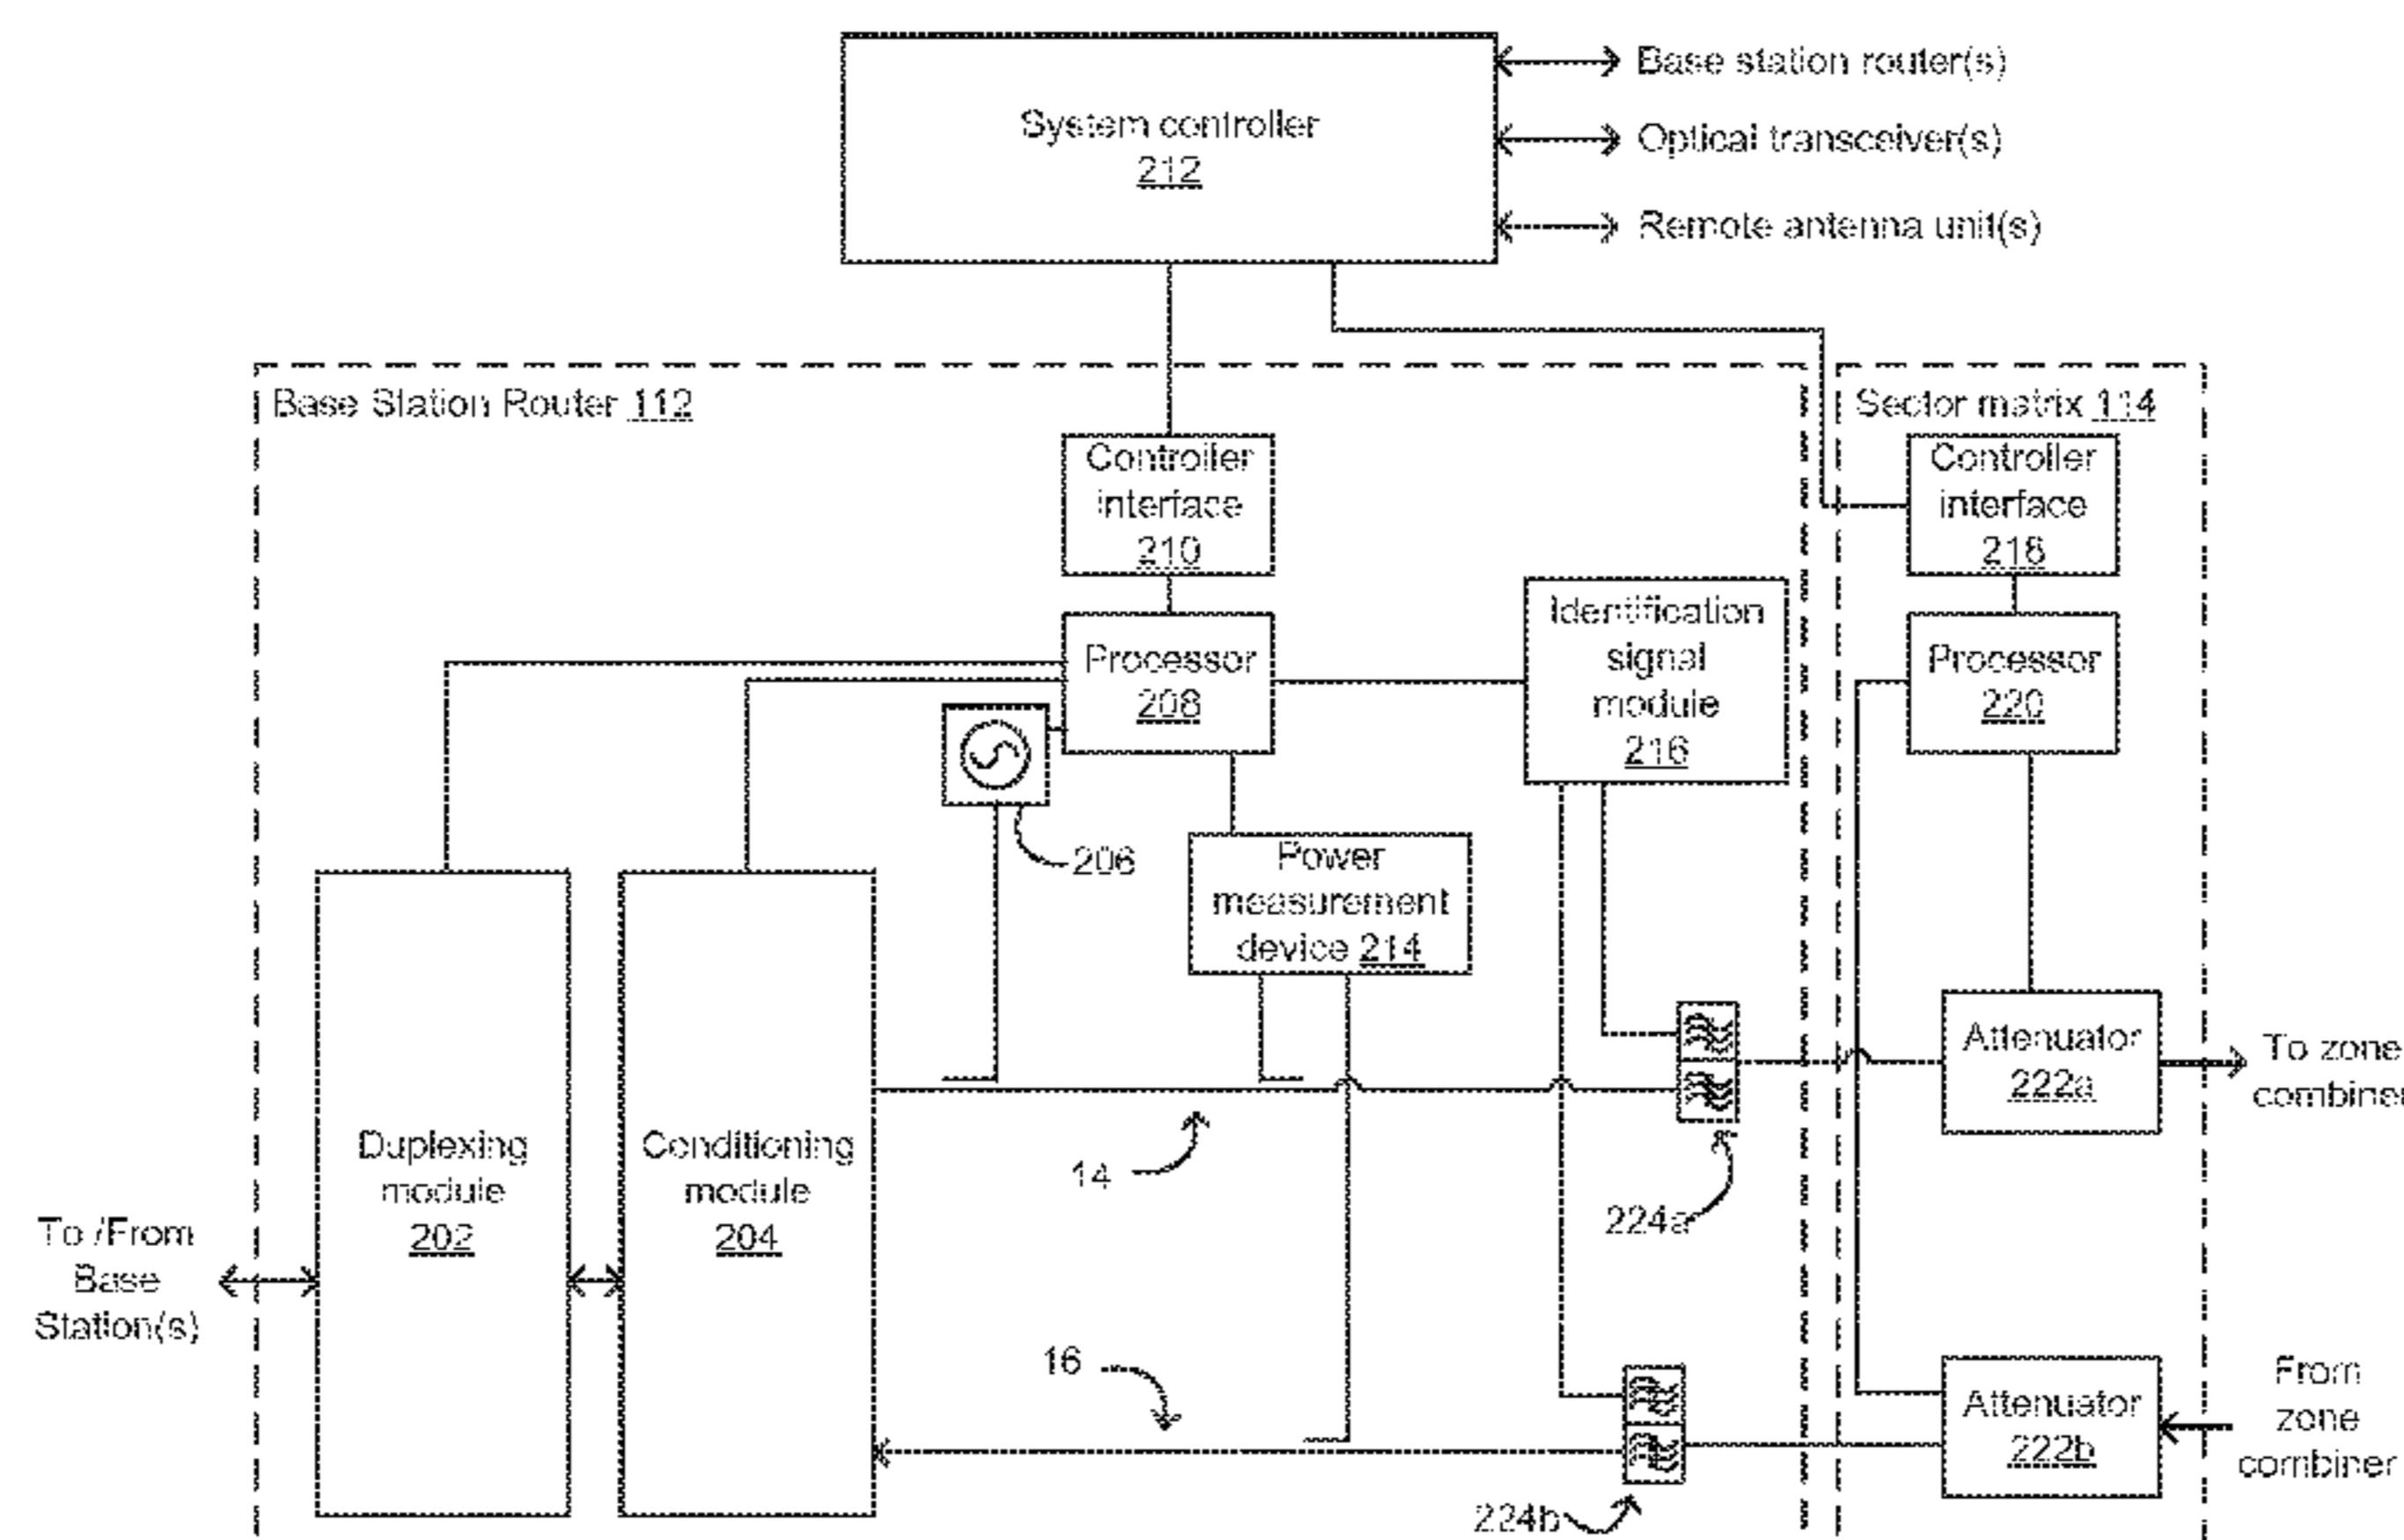 Base station router(s)
System controller
212
Optical transceiver(s)
Remote antenna unit(s)
Base Station Router 112
Sector matrix 114
Controller
interface
210
Controller
interface
218
Identification
signal
module
216
Processor
208
Processor
220
206
Power
measurement
device 214
Attenuator
222a
To zone
combiner
14
224a
Duplexing
module
202
Conditioning
module
204
To /From
Base
Station(s)
16
Attenuator
222b
From
zone
combiner
224b